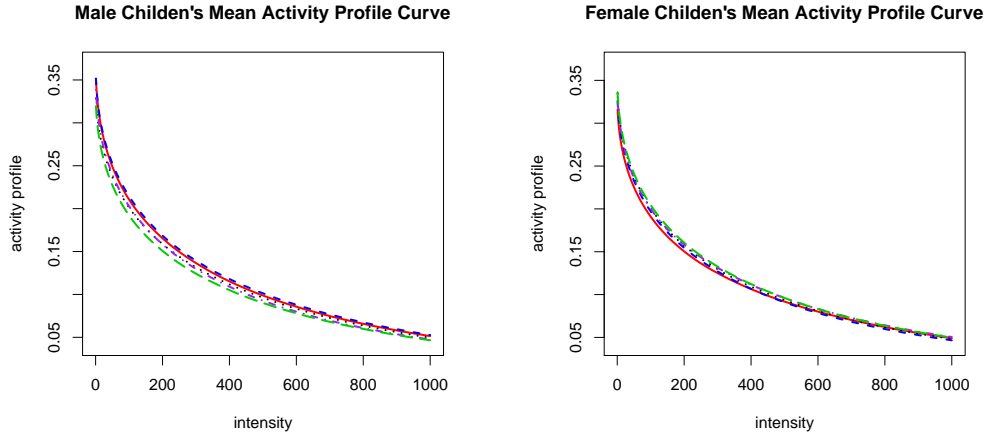 Male Childen's Mean Activity Profile Curve
activity profile
0.35
0.25
0.15
0.05
0 200 400 600 800 1000
intensity
Female Childen's Mean Activity Profile Curve
activity profile
0.35
0.25
0.15
0.05
0 200 400 600 800 1000
intensity